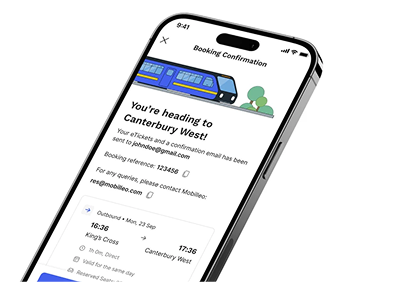 9:41
Booking Confirmation
You're heading to
Canterbury West!
Your eTickets and a confirmation email has been
sent to johndoe@gmail.com
Booking reference: 123456
For any queries, please contact Mobilleo:
res@mobilleo.com
Outbound • Mon, 23 Sep
16:36
17:36
King's Cross
Canterbury West
1h 0m, Direct
Valid for the same day
Reserved Seats: